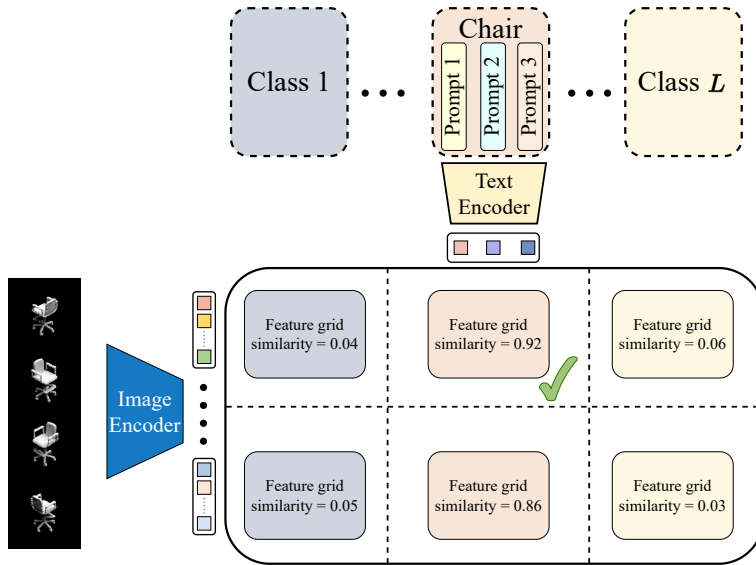 Class 1
Chair
Prompt 1
Prompt 2
Prompt 3
Class L
Text
Encoder
Image
Encoder
Feature grid
similarity = 0.04
Feature grid
similarity = 0.92
Feature grid
similarity = 0.06
Feature grid
similarity = 0.05
Feature grid
similarity = 0.86
Feature grid
similarity = 0.03